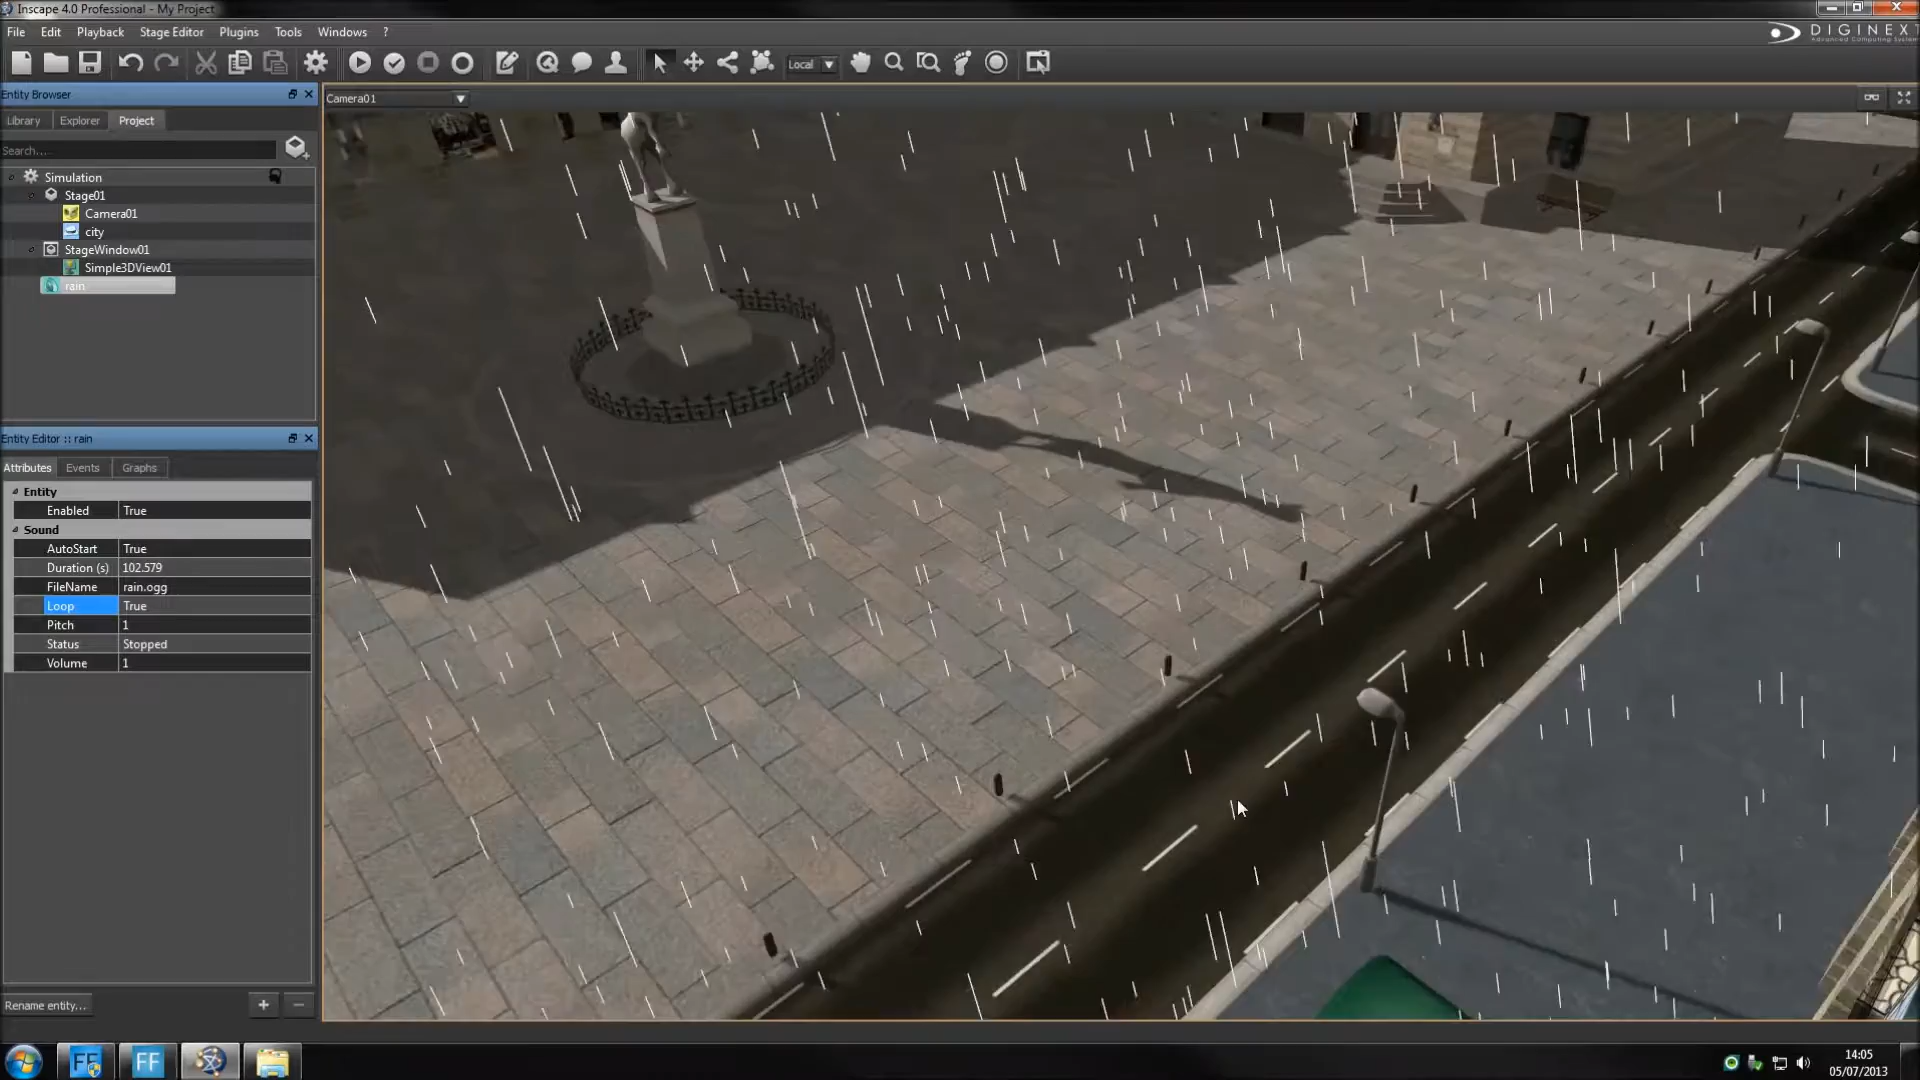 Inscape 4.0 Professional - My Project
File Edit Playback Stage Editor Plugins Tools Windows ?
DIGINEXT
Local
Entity Browser
Camera01
Library Explorer Project
Search...
Simulation
Stage01
Camera01
city
StageWindow01
Simple3DView01
rain
Entity Editor :: rain
Attributes Events Graphs
Entity
Enabled True
Sound
AutoStart True
Duration (s) 102.579
FileName rain.ogg
Loop True
Pitch 1
Status Stopped
Volume 1
Rename entity... + -
FF FF
14:05
05/07/2013